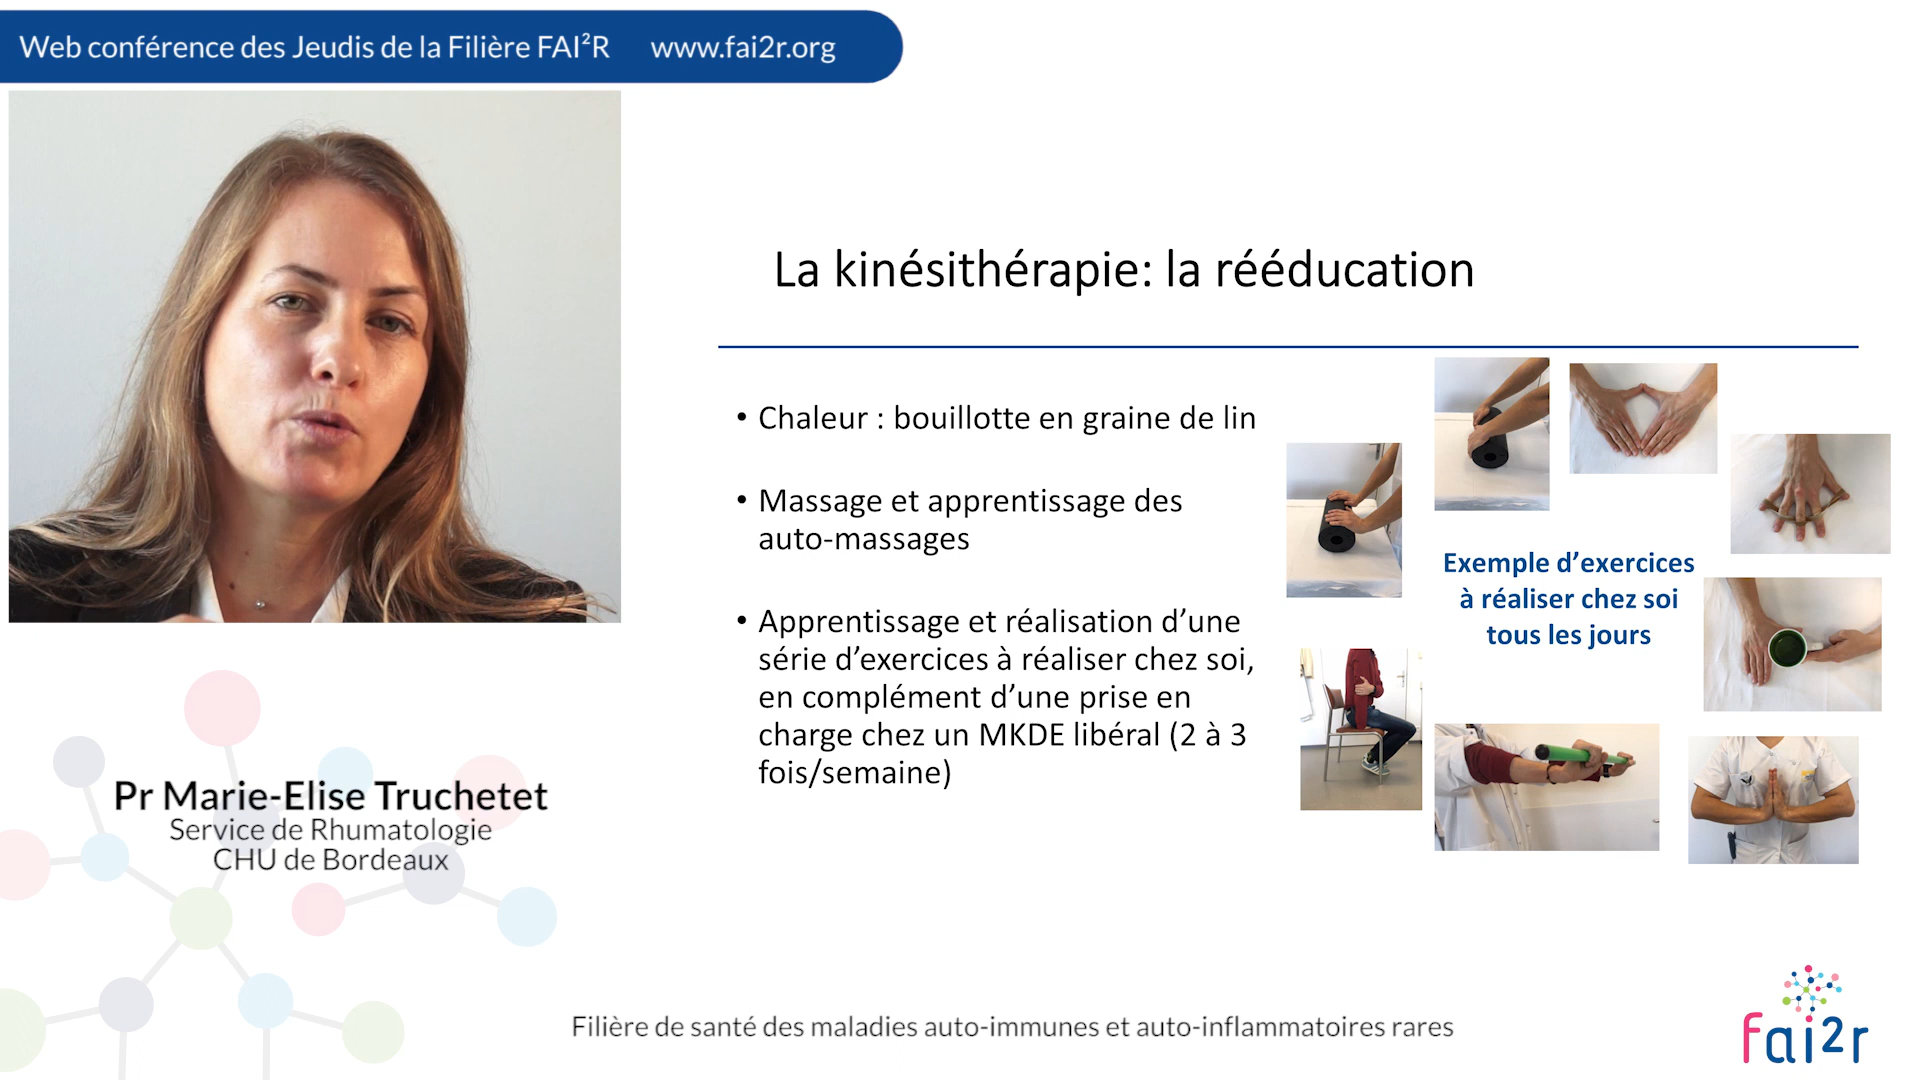 Web conférence des Jeudis de la Filière FAI²R www.fai2r.org
La kinésithérapie: la rééducation
• Chaleur : bouillotte en graine de lin
• Massage et apprentissage des
auto-massages
• Apprentissage et réalisation d’une
série d’exercices à réaliser chez soi,
en complément d’une prise en
charge chez un MKDE libéral (2 à 3
fois/semaine)
Exemple d’exercices
à réaliser chez soi
tous les jours
Pr Marie-Elise Truchetet
Service de Rhumatologie
CHU de Bordeaux
Filière de santé des maladies auto-immunes et auto-inflammatoires rares
fai2r